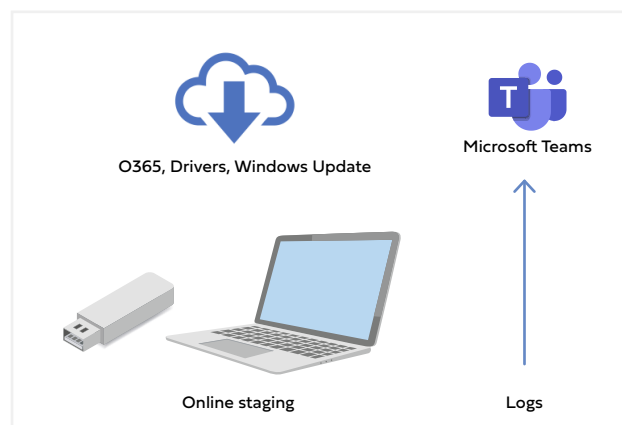 T
O365, Drivers, Windows Update
Microsoft Teams
Online staging
Logs